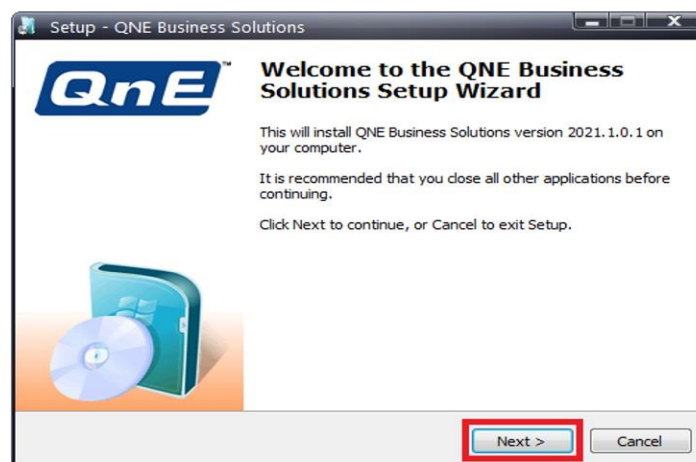 Setup - QNE Business Solutions
QnE™
Welcome to the QNE Business
Solutions Setup Wizard
This will install QNE Business Solutions version 2021.1.0.1 on
your computer.
It is recommended that you close all other applications before
continuing.
Click Next to continue, or Cancel to exit Setup.
Next >
Cancel